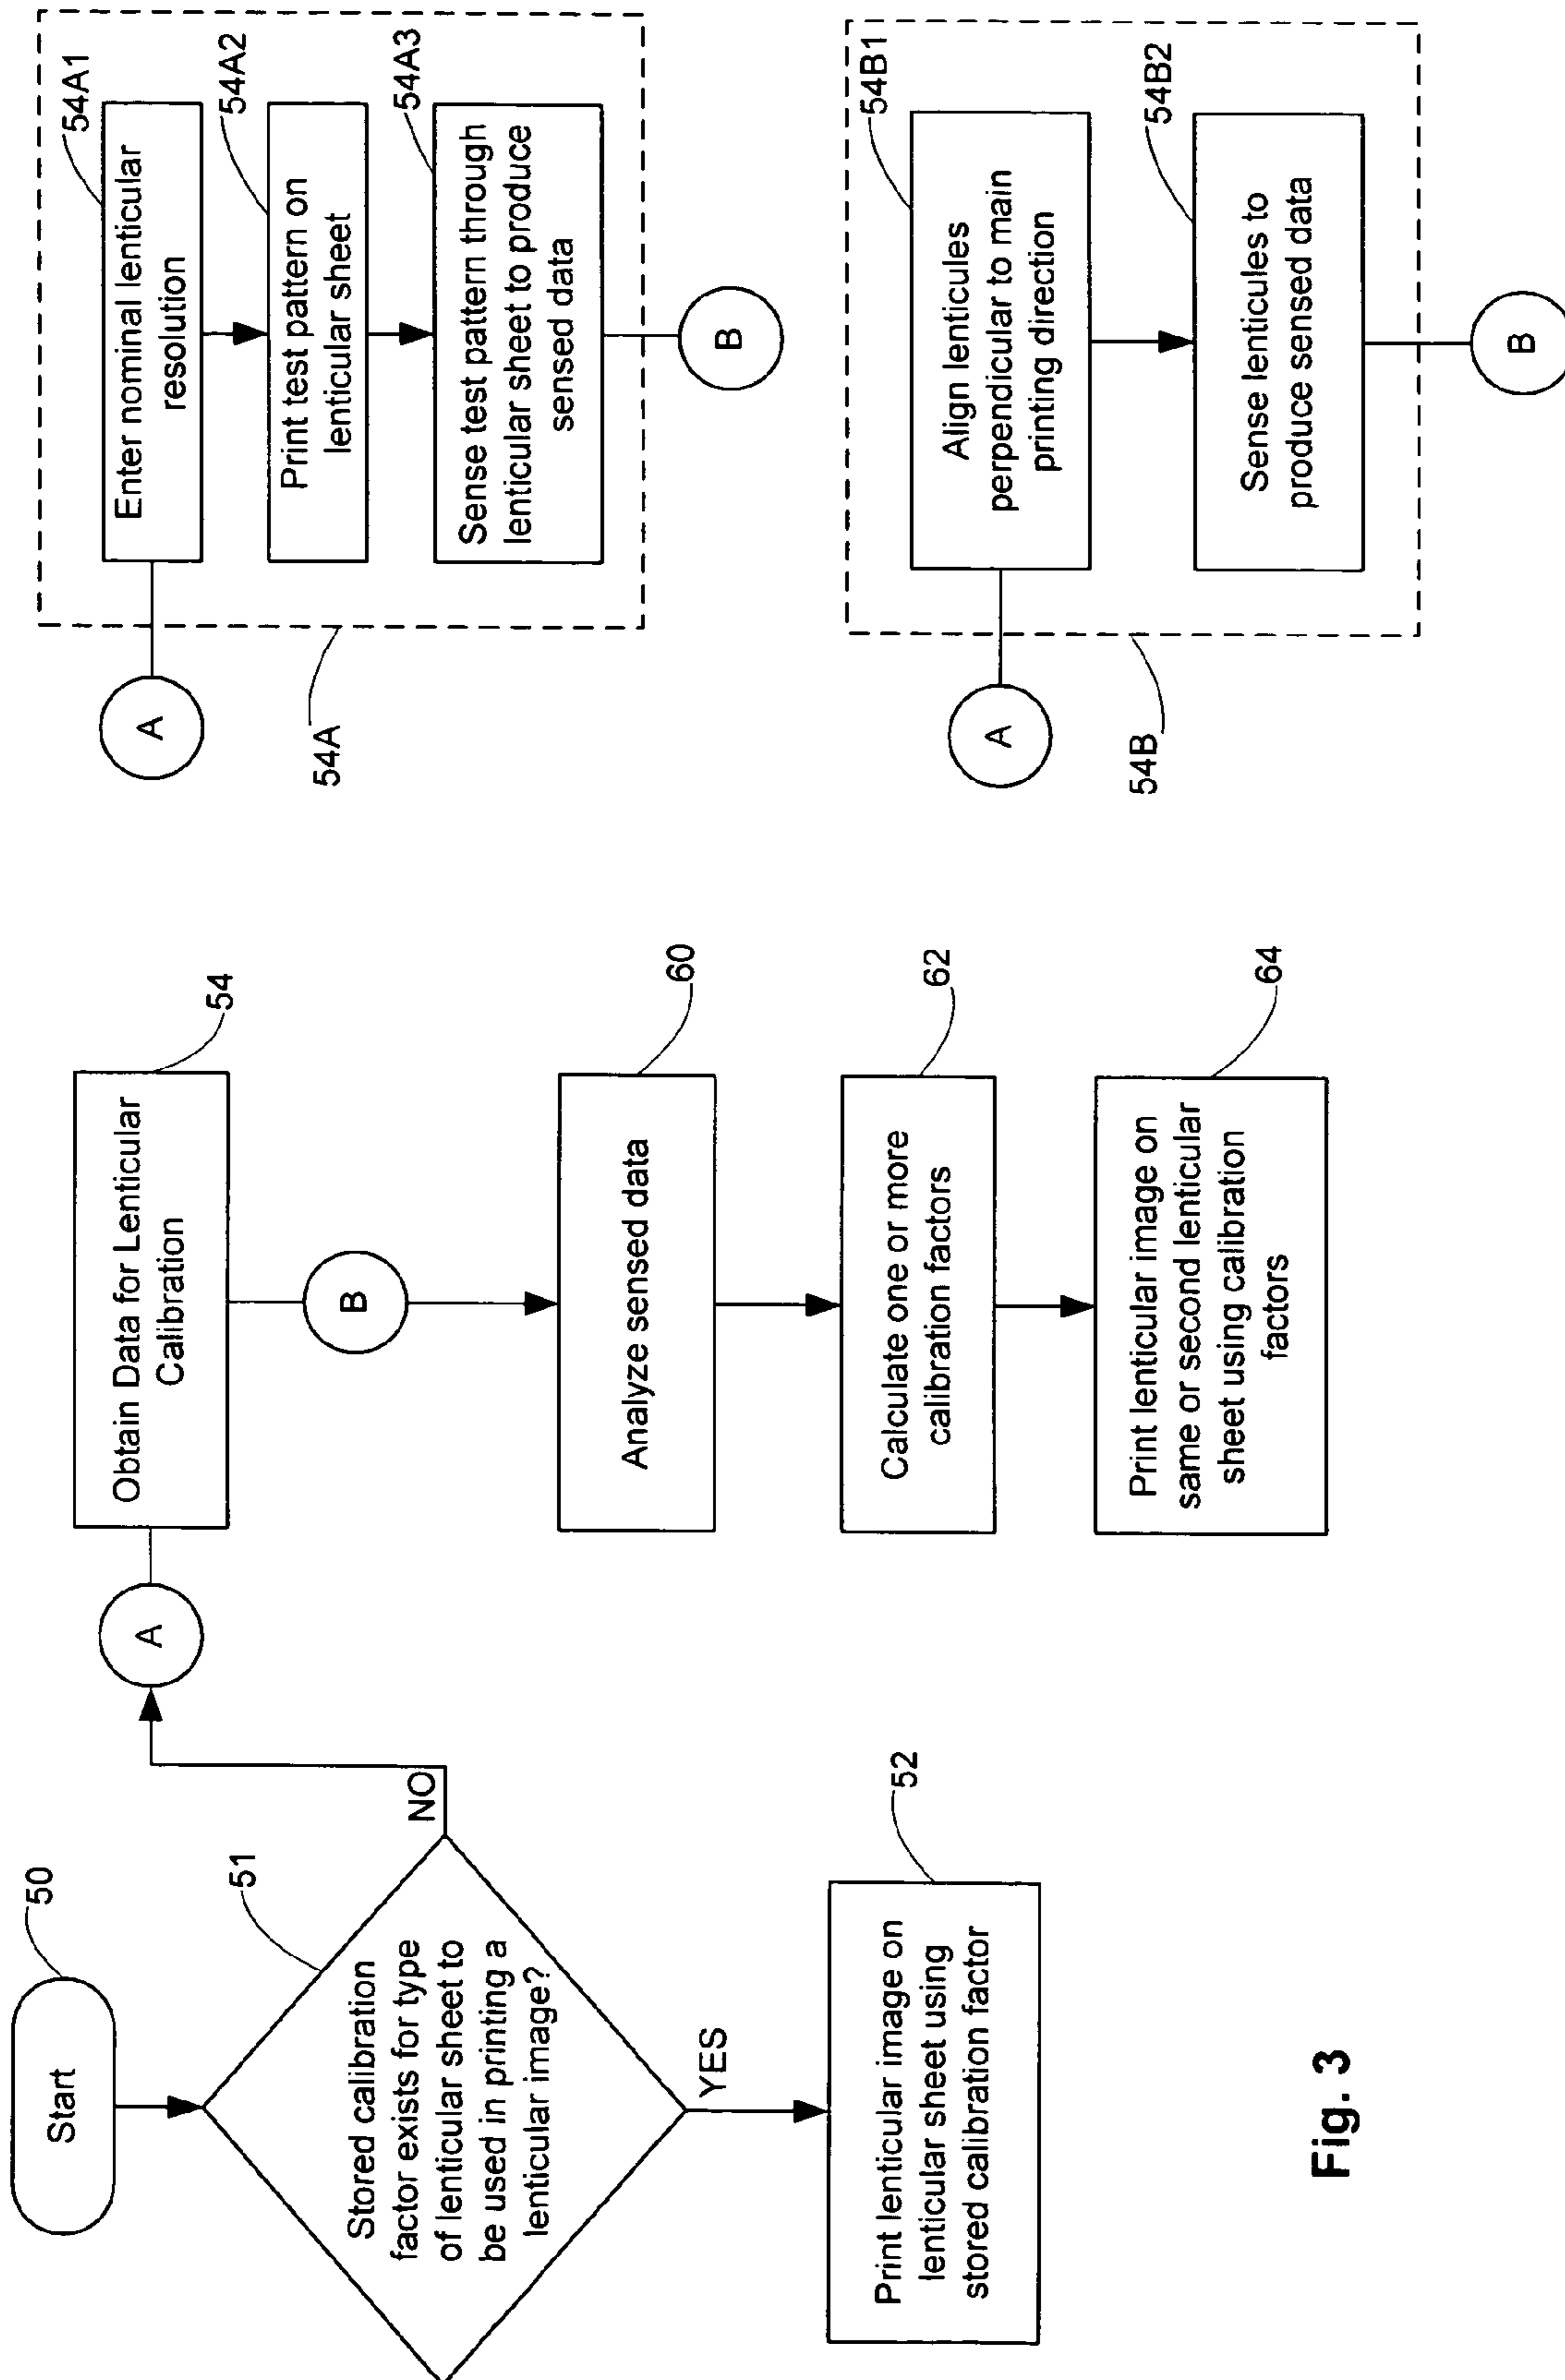 50
Start
51
Stored calibration
factor exists for type
of lenticular sheet to
be used in printing a
lenticular image?
NO
YES
52
Print lenticular image on
lenticular sheet using
stored calibration factor
A
54
Obtain Data for Lenticular
Calibration
B
60
Analyze sensed data
62
Calculate one or more
calibration factors
64
Print lenticular image on
same or second lenticular
sheet using calibration
factors
A
54A
54A1
Enter nominal lenticular
resolution
54A2
Print test pattern on
lenticular sheet
54A3
Sense test pattern through
lenticular sheet to produce
sensed data
B
A
54B
54B1
Align lenticules
perpendicular to main
printing direction
54B2
Sense lenticules to
produce sensed data
B
Fig. 3